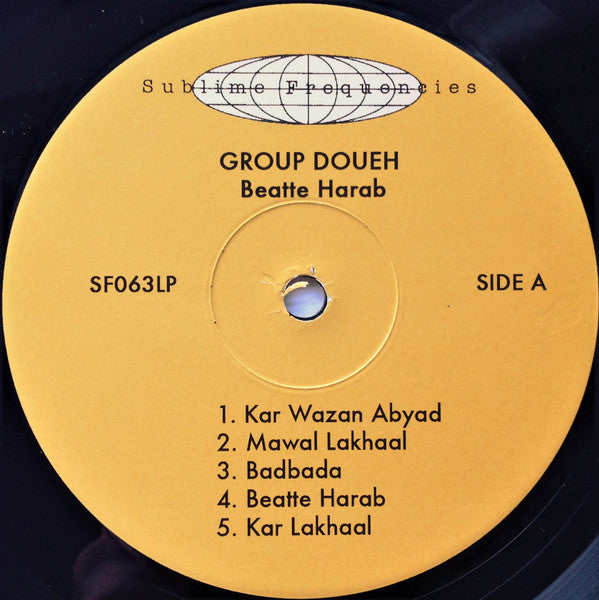 Sublime Frequencies
GROUP DOUEH
Beatte Harab
SF063LP
SIDE A
1. Kar Wazan Abyad
2. Mawal Lakhaal
3. Badbada
4. Beatte Harab
5. Kar Lakhaal